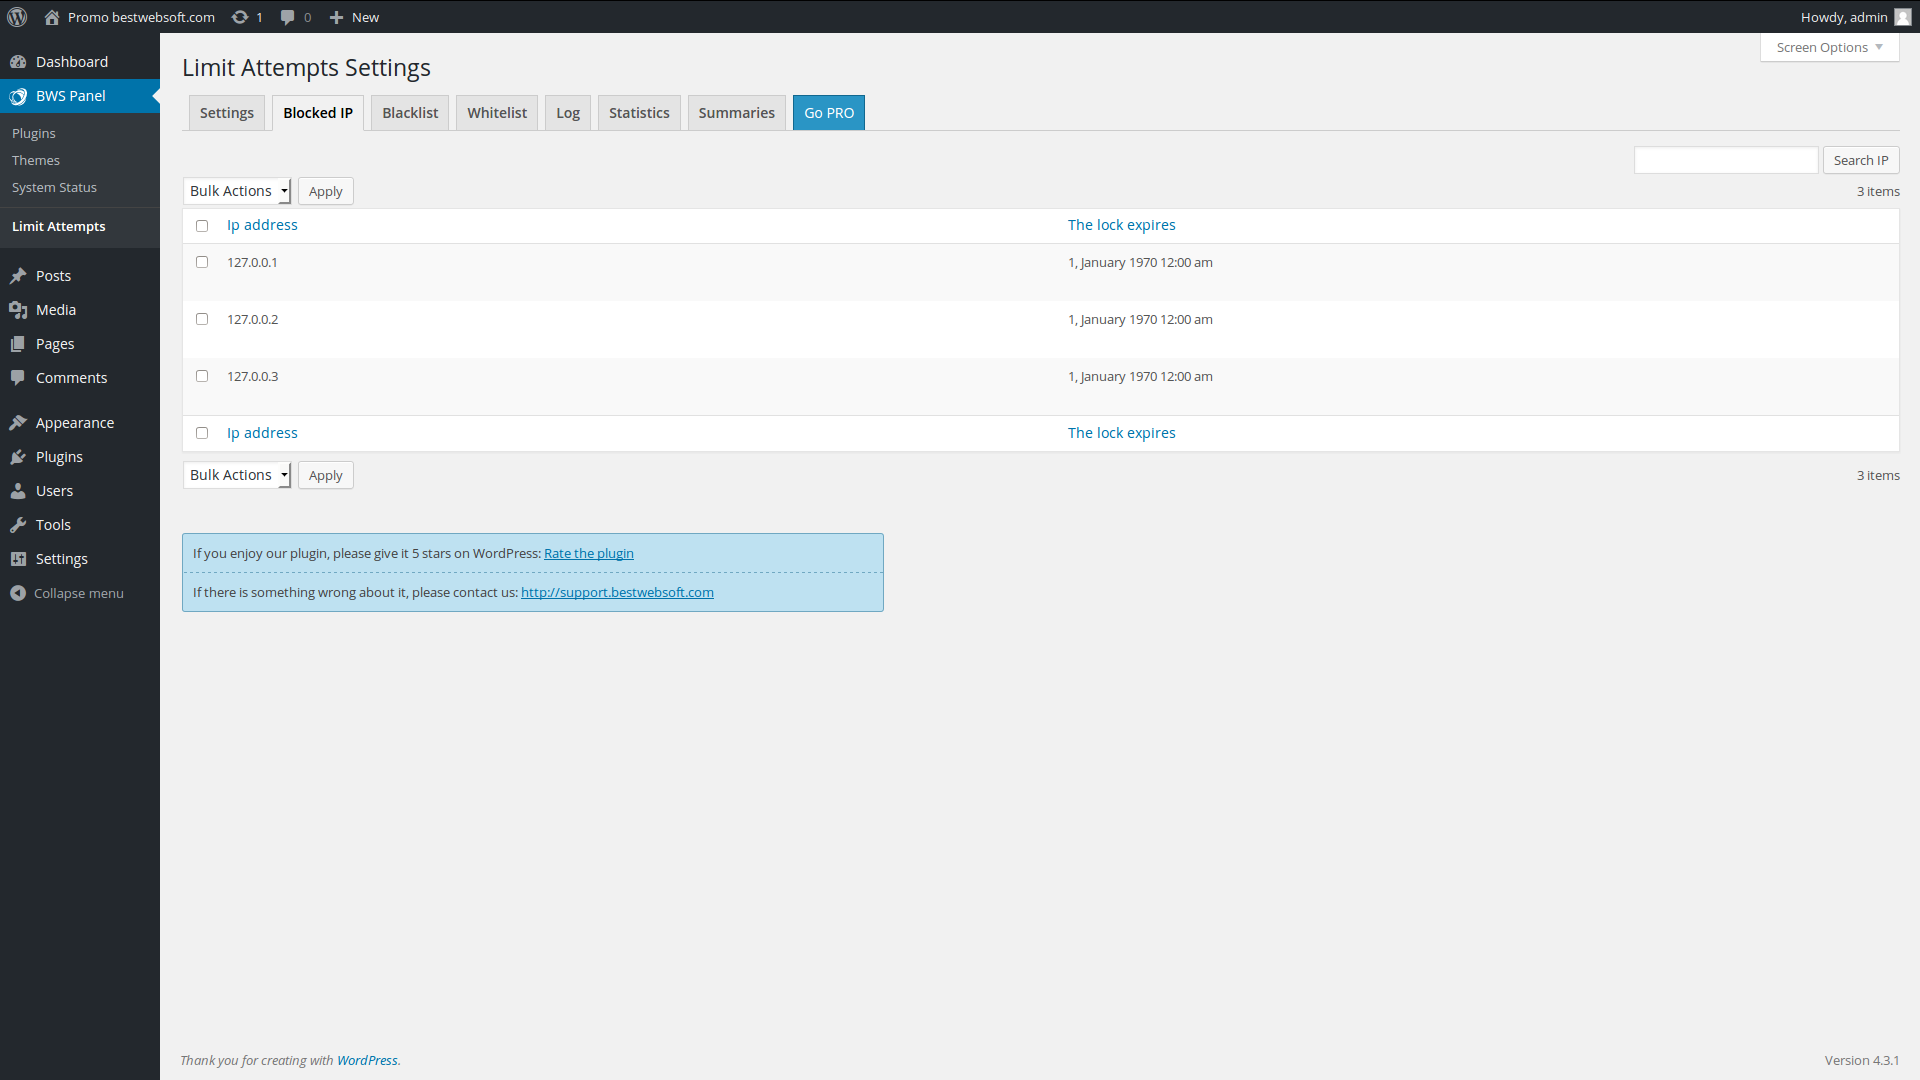 Promo bestwebsoft.com 1 0 New Howdy, admin
Screen Options
Dashboard
BWS Panel
Plugins
Themes
System Status
Limit Attempts
Posts
Media
Pages
Comments
Appearance
Plugins
Users
Tools
Settings
Collapse menu
Limit Attempts Settings
Settings Blocked IP Blacklist Whitelist Log Statistics Summaries Go PRO
Search IP
Bulk Actions Apply 3 items
Ip address The lock expires
127.0.0.1 1, January 1970 12:00 am
127.0.0.2 1, January 1970 12:00 am
127.0.0.3 1, January 1970 12:00 am
Ip address The lock expires
Bulk Actions Apply 3 items
If you enjoy our plugin, please give it 5 stars on WordPress: Rate the plugin
If there is something wrong about it, please contact us: http://support.bestwebsoft.com
Thank you for creating with WordPress. Version 4.3.1